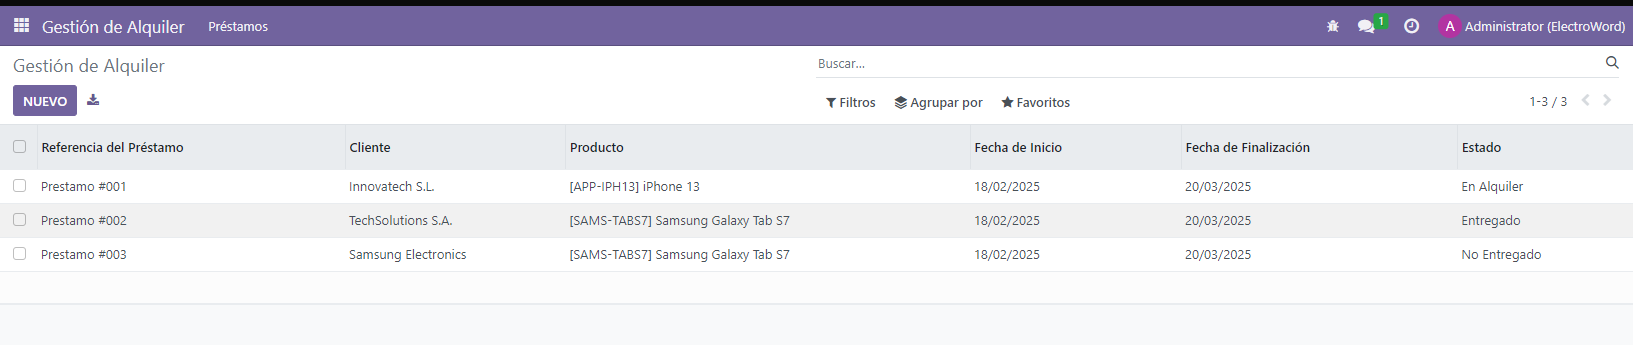 Gestión de Alquiler Préstamos 1 A Administrator (ElectroWord)
Gestión de Alquiler Buscar...
NUEVO Filtros Agrupar por Favoritos 1-3 / 3
Referencia del Préstamo Cliente Producto Fecha de Inicio Fecha de Finalización Estado
Prestamo #001 Innovatech S.L. [APP-IPH13] iPhone 13 18/02/2025 20/03/2025 En Alquiler
Prestamo #002 TechSolutions S.A. [SAMS-TABS7] Samsung Galaxy Tab S7 18/02/2025 20/03/2025 Entregado
Prestamo #003 Samsung Electronics [SAMS-TABS7] Samsung Galaxy Tab S7 18/02/2025 20/03/2025 No Entregado